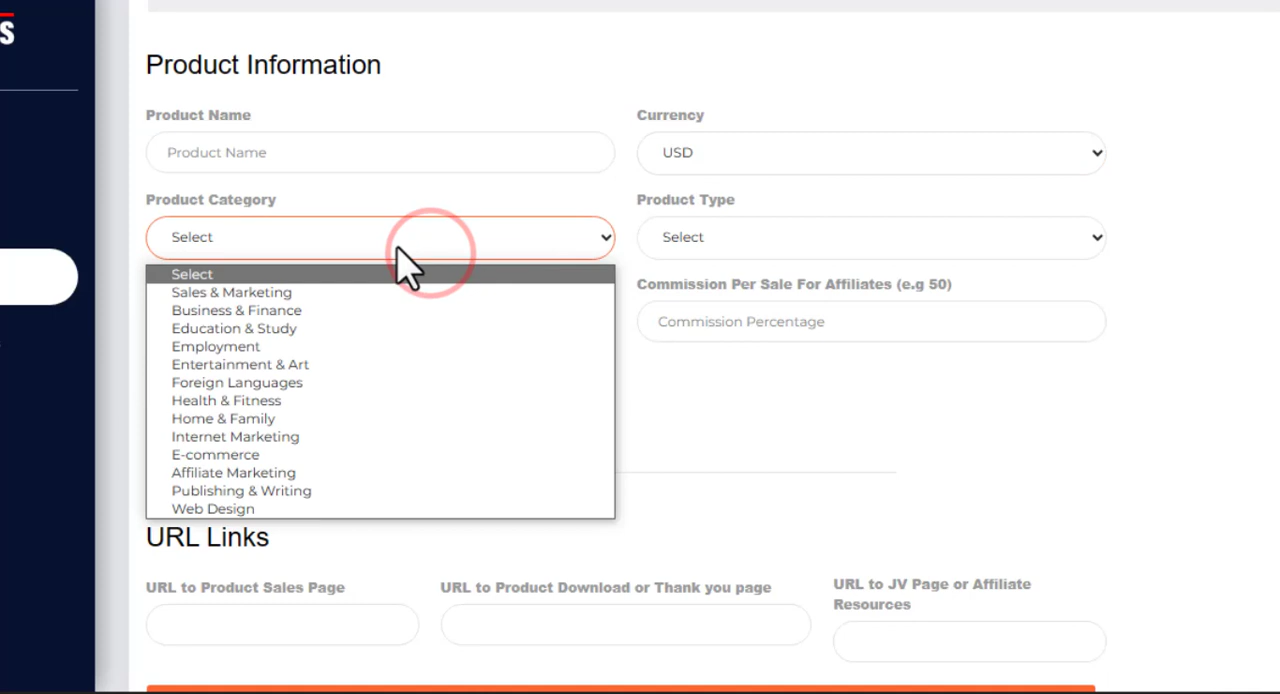 S
Product Information
Product Name
Currency
Product Name
USD
Product Category
Product Type
Select
Select
Select
Sales & Marketing
Business & Finance
Education & Study
Employment
Entertainment & Art
Foreign Languages
Health & Fitness
Home & Family
Internet Marketing
E-commerce
Affiliate Marketing
Publishing & Writing
Web Design
Commission Per Sale For Affiliates (e.g 50)
Commission Percentage
URL Links
URL to Product Sales Page
URL to Product Download or Thank you page
URL to JV Page or Affiliate
Resources